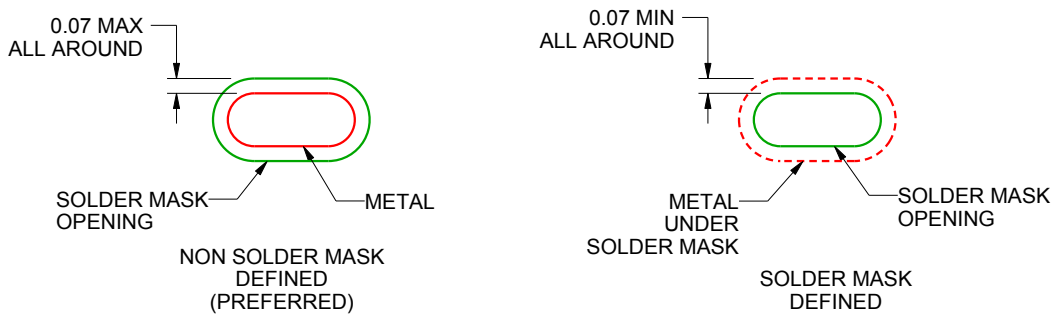 0.07 MAX
ALL AROUND
SOLDER MASK
OPENING
METAL
NON SOLDER MASK
DEFINED
(PREFERRED)
0.07 MIN
ALL AROUND
METAL
UNDER
SOLDER MASK
SOLDER MASK
OPENING
SOLDER MASK
DEFINED